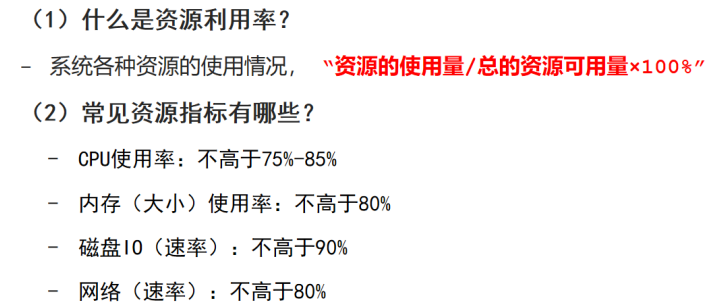 （1）什么是资源利用率？
– 系统各种资源的使用情况， “资源的使用量/总的资源可用量×100%”
（2）常见资源指标有哪些？
– CPU使用率：不高于75%-85%
– 内存（大小）使用率：不高于80%
– 磁盘IO（速率）：不高于90%
– 网络（速率）：不高于80%